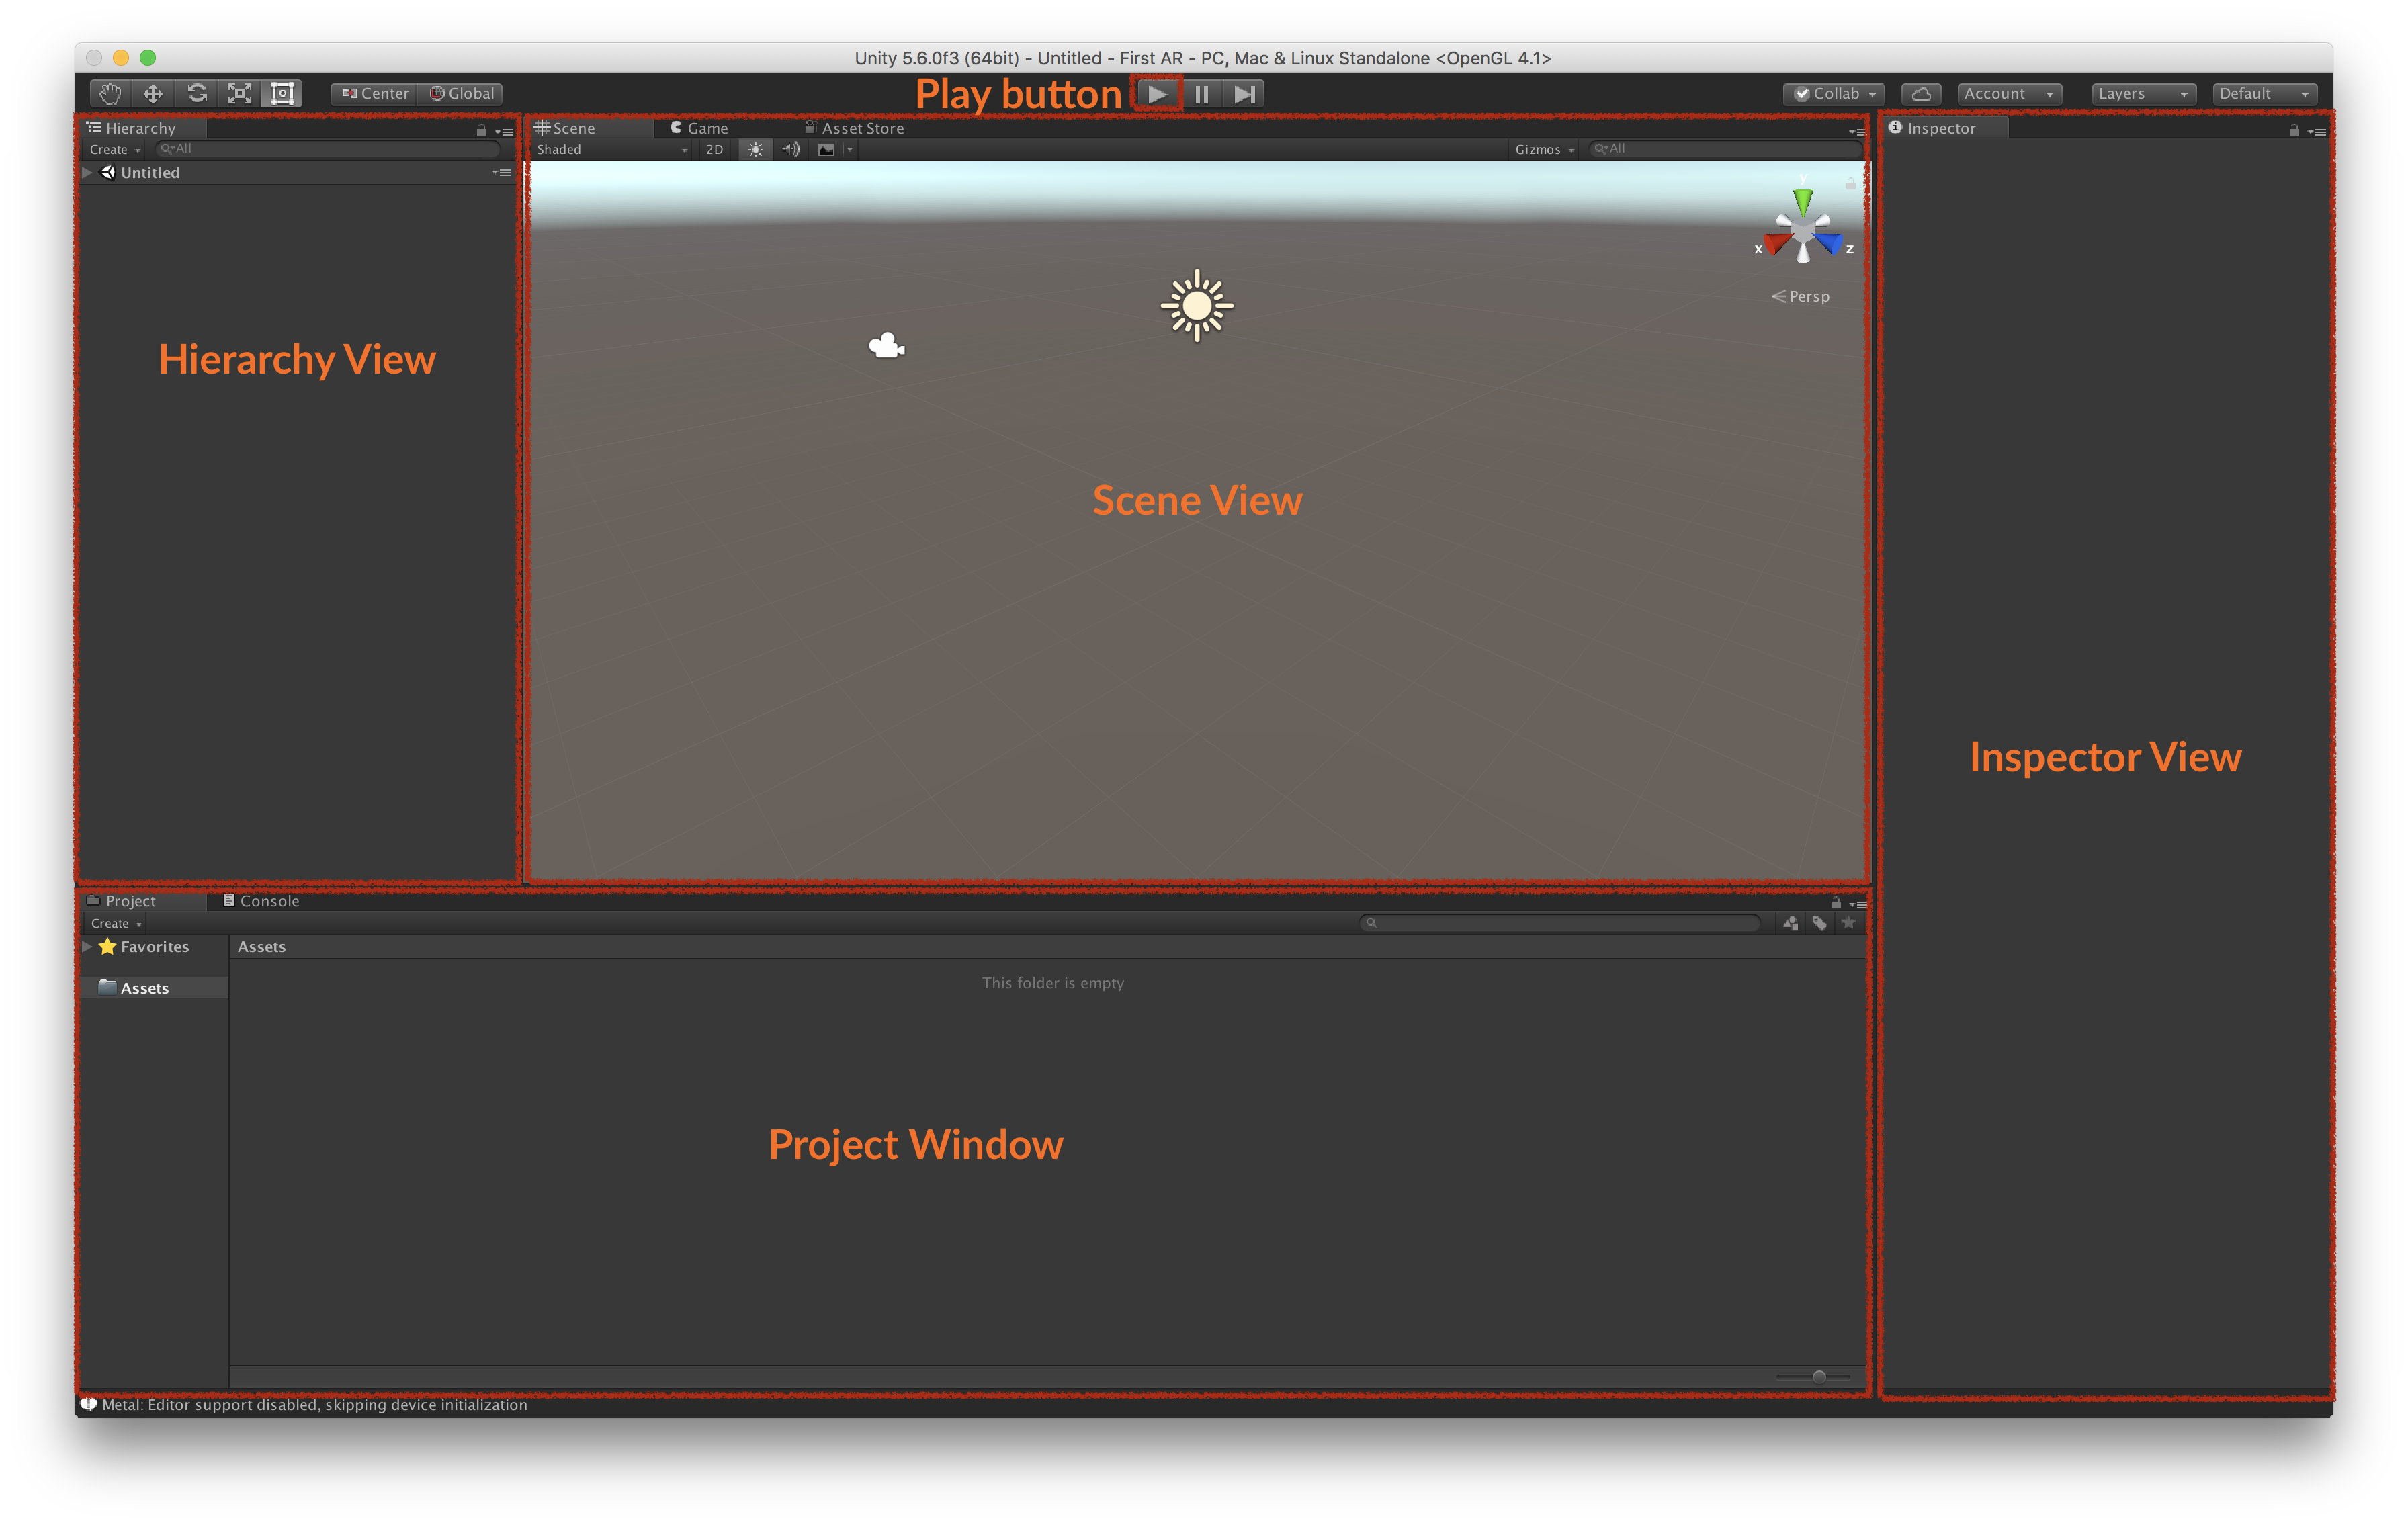 Unity 5.6.0f3 (64bit) - Untitled - First AR - PC, Mac & Linux Standalone <OpenGL 4.1>
Center Global Play button Collab Account Layers Default
Hierarchy
Create All
Untitled
Hierarchy View
Scene Game Asset Store
Shaded 2D Gizmos All
y
x z
Persp
Scene View
Inspector
Inspector View
Project Console
Create
Favorites Assets
Assets
This folder is empty
Project Window
Metal: Editor support disabled, skipping device initialization